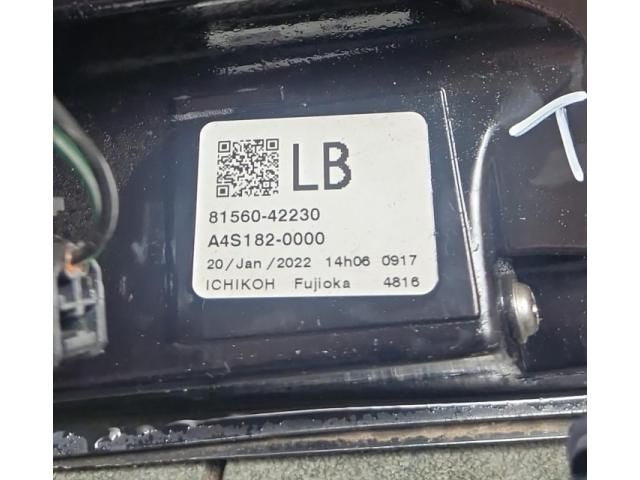 LB
81560-42230
A4S182-0000
20/Jan/2022 14h06 0917
ICHIKOH Fujioka 4816
T